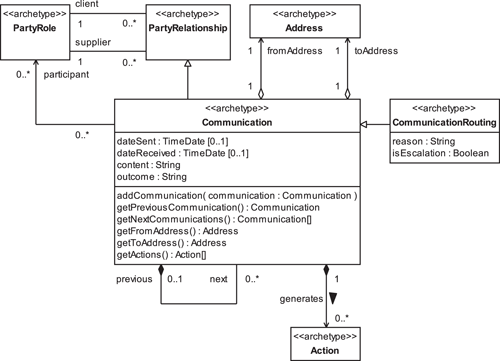 <<archetype>>
PartyRole
client
1
0..*
supplier
1
0..*
<<archetype>>
PartyRelationship
<<archetype>>
Address
1
fromAddress
toAddress
1
0..*
participant
0..*
1
1
<<archetype>>
Communication
dateSent : TimeDate [0..1]
dateReceived : TimeDate [0..1]
content : String
outcome : String
addCommunication( communication : Communication )
getPreviousCommunication() : Communication
getNextCommunications() : Communication[]
getFromAddress() : Address
getToAddress() : Address
getActions() : Action[]
<<archetype>>
CommunicationRouting
reason : String
isEscalation : Boolean
previous
0..1
next
0..*
1
generates
0..*
<<archetype>>
Action